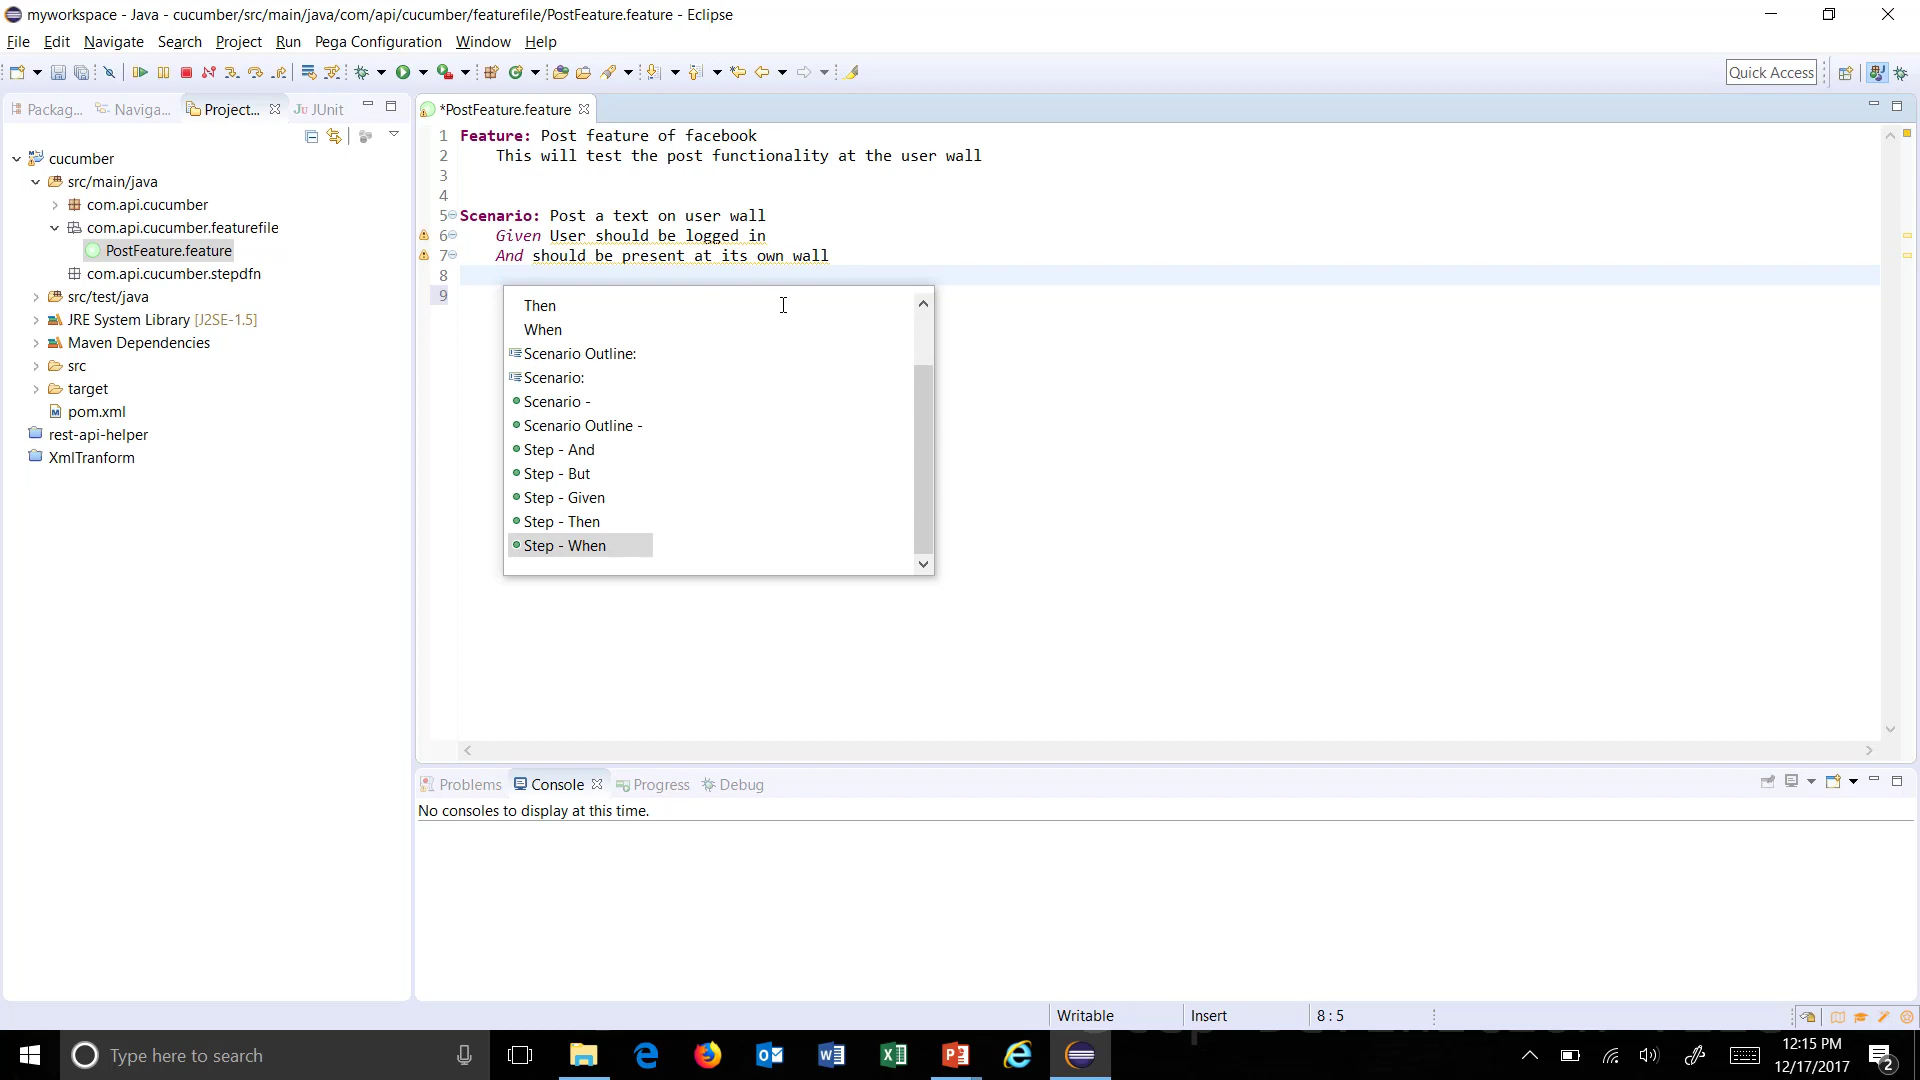 myworkspace - Java - cucumber/src/main/java/com/api/cucumber/featurefile/PostFeature.feature - Eclipse
File Edit Navigate Search Project Run Pega Configuration Window Help
Quick Access
Packag... Naviga... Project... JUnit
cucumber
src/main/java
com.api.cucumber
com.api.cucumber.featurefile
PostFeature.feature
com.api.cucumber.stepdfn
src/test/java
JRE System Library [J2SE-1.5]
Maven Dependencies
src
target
pom.xml
rest-api-helper
XmlTranform
*PostFeature.feature
1 Feature: Post feature of facebook
2 This will test the post functionality at the user wall
3
4
5 Scenario: Post a text on user wall
6 Given User should be logged in
7 And should be present at its own wall
8
9
Then
When
Scenario Outline:
Scenario:
Scenario -
Scenario Outline -
Step - And
Step - But
Step - Given
Step - Then
Step - When
Problems Console Progress Debug
No consoles to display at this time.
Writable Insert 8 : 5
Type here to search
12:15 PM
12/17/2017
2